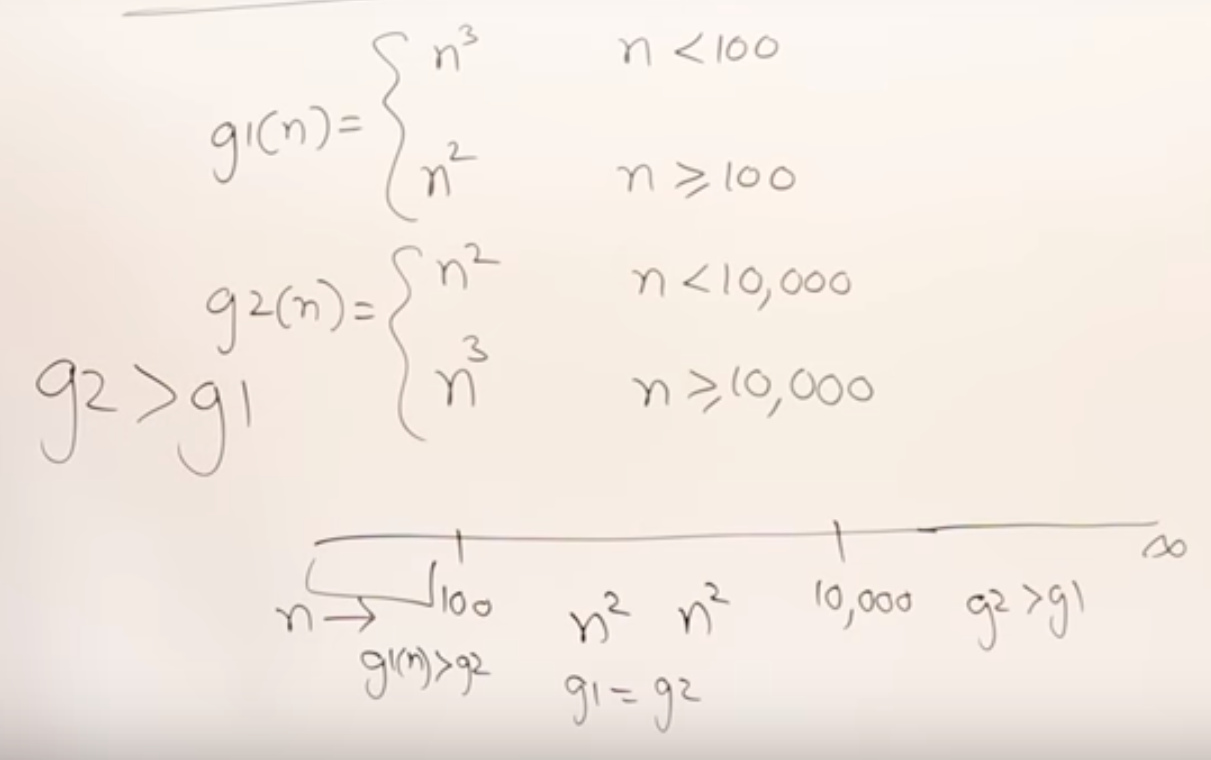 g1(n)= { n³ n <100
n² n ≥100
g2(n)= { n² n <10,000
n³ n ≥10,000
g2>g1
∞
n→ 100 n² n² 10,000 g2>g1
g1(n)>g2 g1=g2